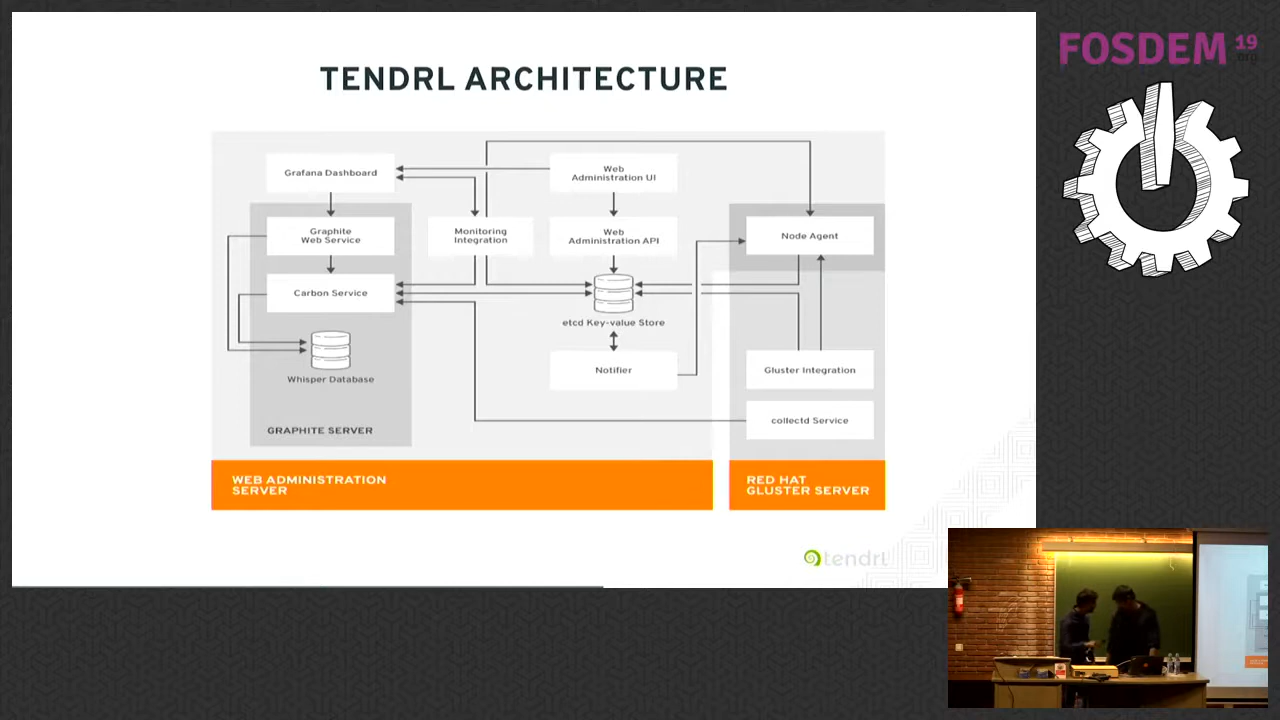 TENDRL ARCHITECTURE
FOSDEM 19
.org
Grafana Dashboard
Web
Administration UI
Graphite
Web Service
Monitoring
Integration
Web
Administration API
Node Agent
Carbon Service
etcd Key-value Store
Whisper Database
Notifier
Gluster Integration
collectd Service
GRAPHITE SERVER
WEB ADMINISTRATION
SERVER
RED HAT
GLUSTER SERVER
tendrl